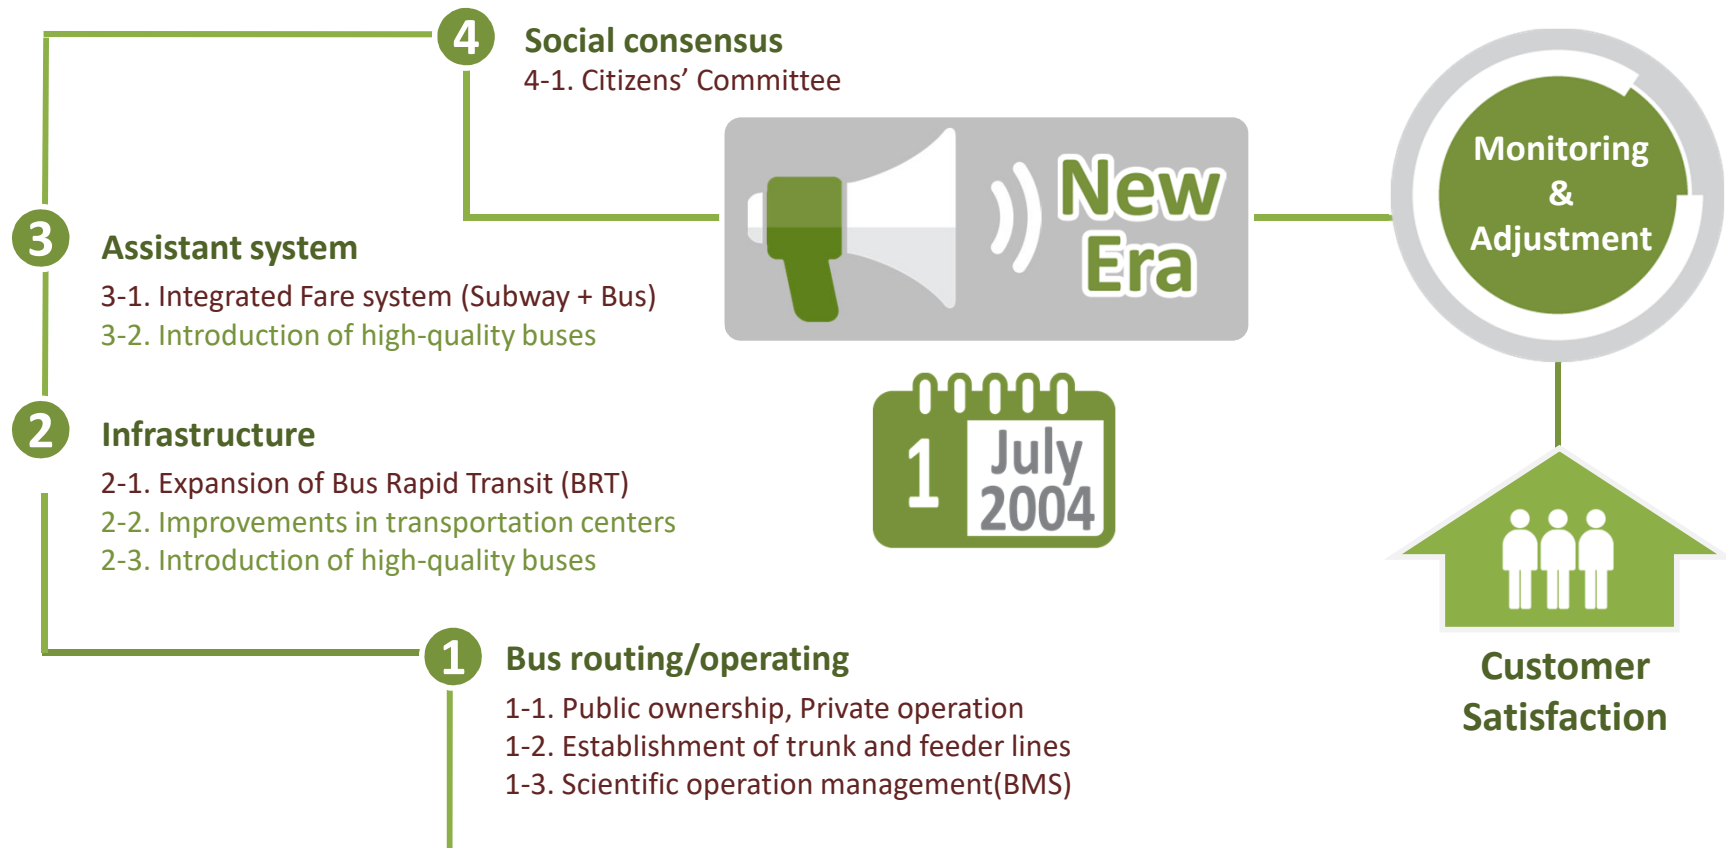 4
Social consensus
4-1. Citizens’ Committee
3
Assistant system
3-1. Integrated Fare system (Subway + Bus)
3-2. Introduction of high-quality buses
2
Infrastructure
2-1. Expansion of Bus Rapid Transit (BRT)
2-2. Improvements in transportation centers
2-3. Introduction of high-quality buses
1
Bus routing/operating
1-1. Public ownership, Private operation
1-2. Establishment of trunk and feeder lines
1-3. Scientific operation management(BMS)
New
Era
1
July
2004
Monitoring
&
Adjustment
Customer
Satisfaction